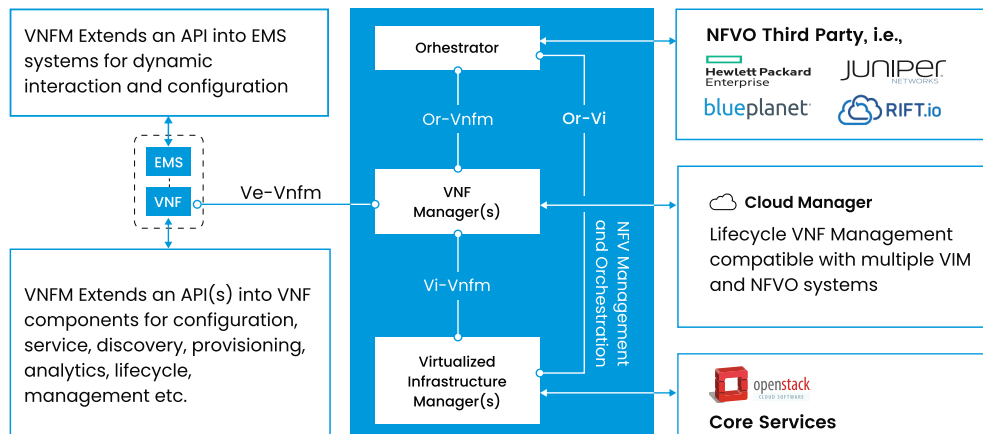 VNFM Extends an API into EMS
systems for dynamic
interaction and configuration
EMS
VNF
Ve-Vnfm
VNFM Extends an API(s) into VNF
components for configuration,
service, discovery, provisioning,
analytics, lifecycle,
management etc.
Orhestrator
Or-Vnfm
Or-Vi
VNF
Manager(s)
Vi-Vnfm
NFV Management
and Orchestration
Virtualized
Infrastructure
Manager(s)
NFVO Third Party, i.e.,
Hewlett Packard
Enterprise
JUNIPER
NETWORKS
blueplanet
RIFT.io
Cloud Manager
Lifecycle VNF Management
compatible with multiple VIM
and NFVO systems
openstack
CLOUD SOFTWARE
Core Services